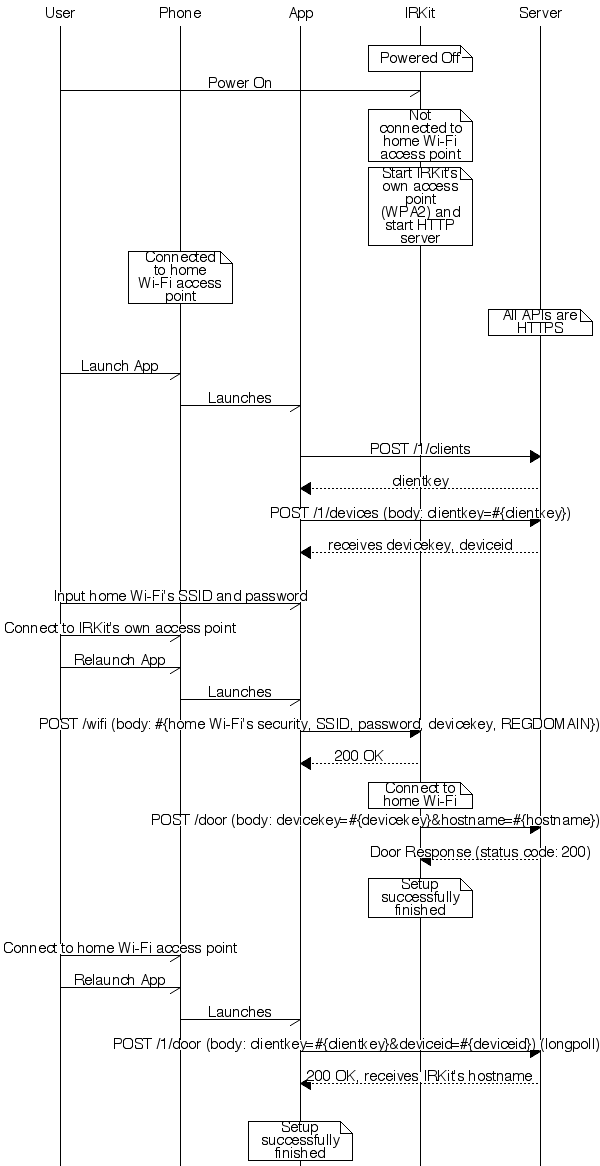 User Phone App IRKit Server
Powered Off
Power On
Not
connected to
home Wi-Fi
access point
Start IRKit's
own access
point
(WPA2) and
start HTTP
server
Connected
to home
Wi-Fi access
point
All APIs are
HTTPS
Launch App
Launches
POST /1/clients
clientkey
POST /1/devices (body: clientkey=#{clientkey})
receives devicekey, deviceid
Input home Wi-Fi's SSID and password
Connect to IRKit's own access point
Relaunch App
Launches
POST /wifi (body: #{home Wi-Fi's security, SSID, password, devicekey, REGDOMAIN})
200 OK
Connect to
home Wi-Fi
POST /door (body: devicekey=#{devicekey}&hostname=#{hostname})
Door Response (status code: 200)
Setup
successfully
finished
Connect to home Wi-Fi access point
Relaunch App
Launches
POST /1/door (body: clientkey=#{clientkey}&deviceid=#{deviceid}) (longpoll)
200 OK, receives IRKit's hostname
Setup
successfully
finished